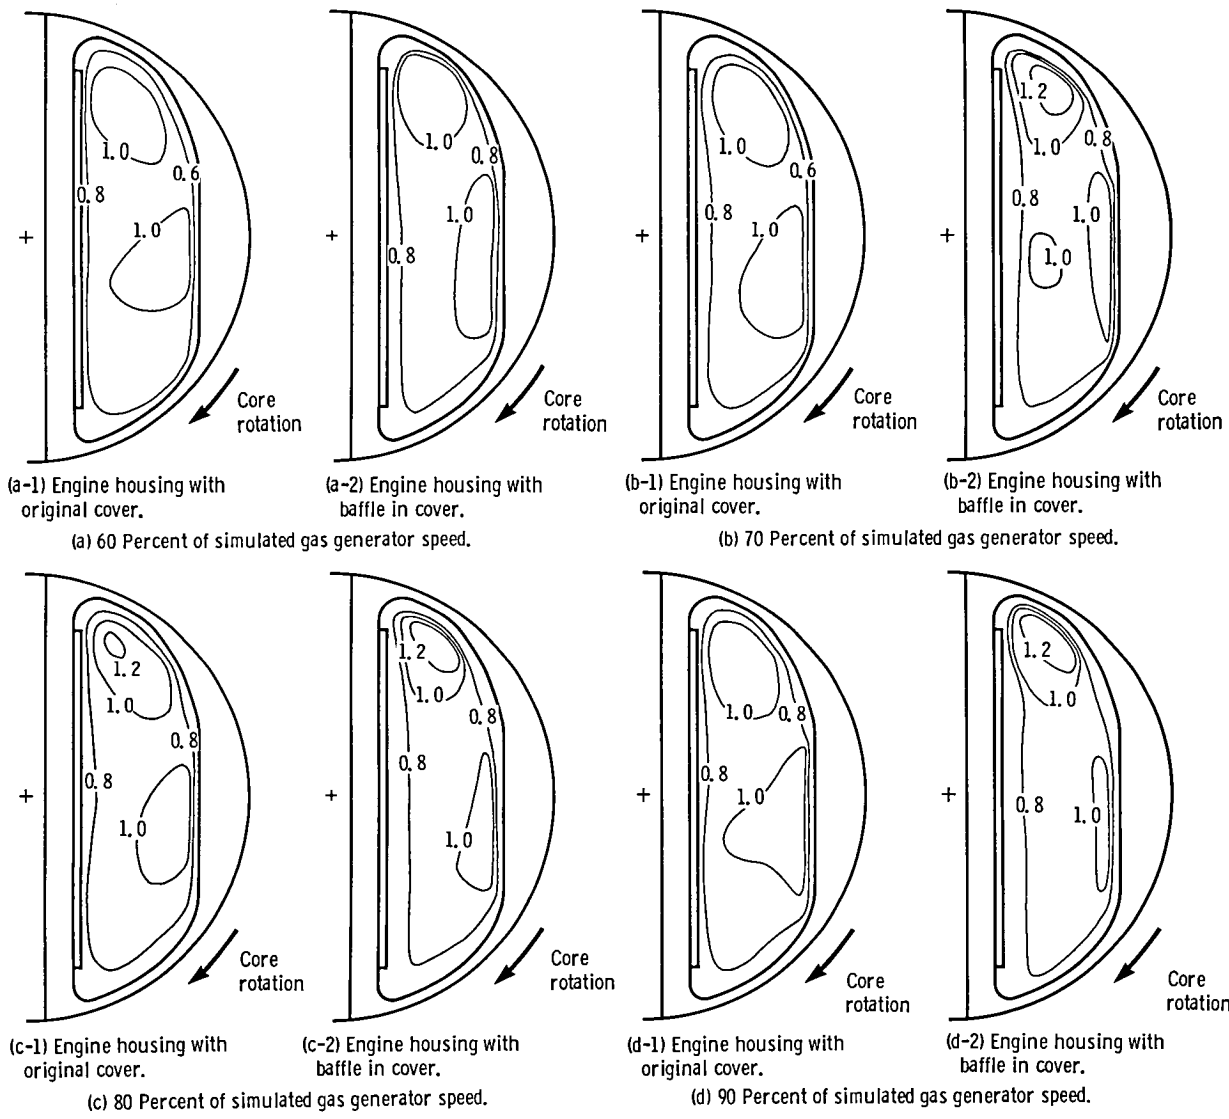 1.0
0.6
0.8
1.0
+
Core
rotation
(a-1) Engine housing with
original cover.
1.0
0.8
1.0
+
0.8
Core
rotation
(a-2) Engine housing with
baffle in cover.
(a) 60 Percent of simulated gas generator speed.
1.0
0.6
0.8
1.0
+
Core
rotation
(b-1) Engine housing with
original cover.
1.2
1.0
0.8
0.8
1.0
+
1.0
Core
rotation
(b-2) Engine housing with
baffle in cover.
(b) 70 Percent of simulated gas generator speed.
1.2
1.0
0.8
0.8
+
1.0
Core
rotation
(c-1) Engine housing with
original cover.
1.2
1.0
0.8
0.8
+
1.0
Core
rotation
(c-2) Engine housing with
baffle in cover.
(c) 80 Percent of simulated gas generator speed.
1.0
0.8
0.8
+
1.0
Core
rotation
(d-1) Engine housing with
original cover.
1.2
1.0
+
0.8
1.0
Core
rotation
(d-2) Engine housing with
baffle in cover.
(d) 90 Percent of simulated gas generator speed.